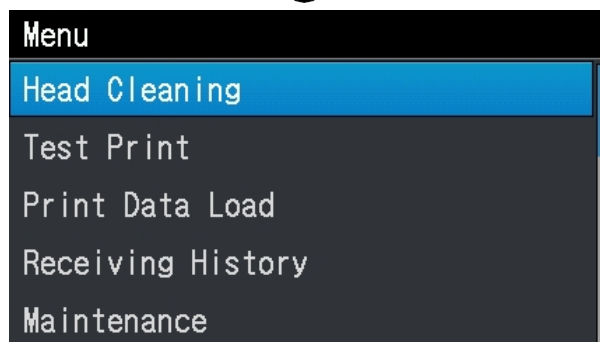 Menu
Head Cleaning
Test Print
Print Data Load
Receiving History
Maintenance